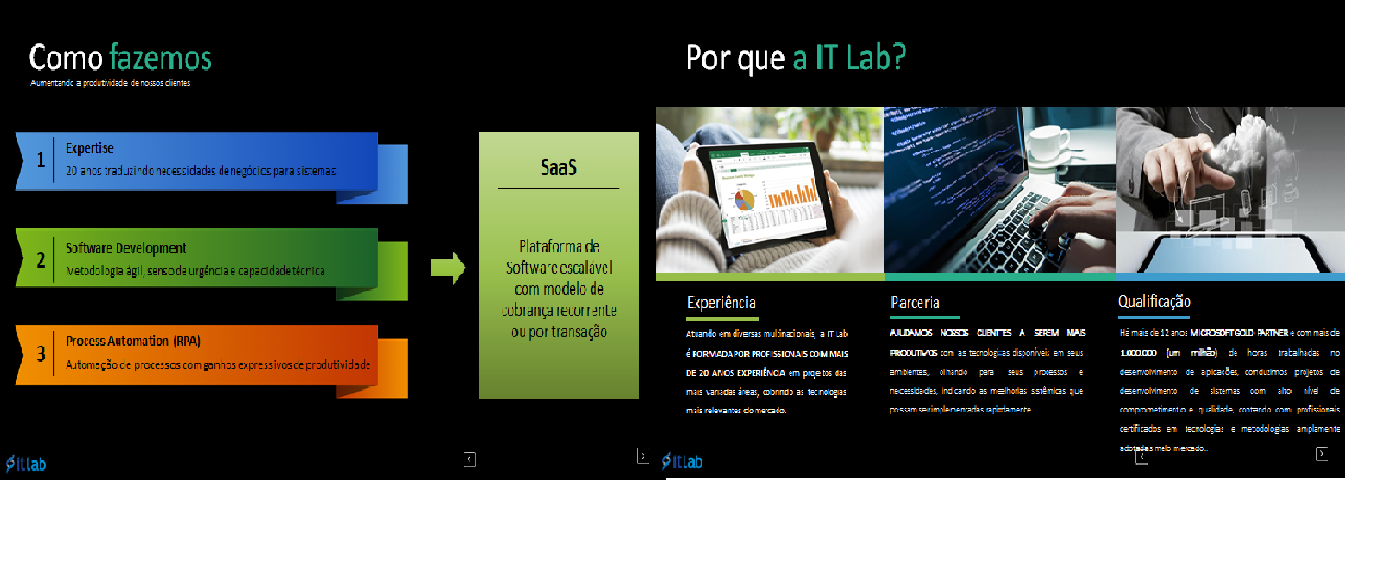 Como fazemos
Aumentando a produtividade de nossos clientes
1
Expertise
20 anos traduzindo necessidades de negócios para sistemas
2
Software Development
Metodologia ágil, senso de urgência e capacidade técnica
3
Process Automation (RPA)
Automação de processos com ganhos expressivos de produtividade
SaaS
Plataforma de
Software escalável
com modelo de
cobrança recorrente
ou por transação
itlab
Por que a IT Lab?
Experiência
Atuando em diversas multinacionais, a IT Lab
é FORMADA POR PROFISSIONAIS COM MAIS
DE 20 ANOS EXPERIÊNCIA em projetos das
mais variadas áreas, cobrindo as tecnologias
mais relevantes do mercado.
Parceria
AJUDAMOS NOSSOS CLIENTES A SEREM MAIS
PRODUTIVOS com as tecnologias disponíveis em seus
ambientes, olhando para seus processos e
necessidades, indicando as melhorias sistêmicas que
possam ser implementadas rapidamente.
Qualificação
Há mais de 12 anos MICROSOFT GOLD PARTNER e com mais de
1.000.000 (um milhão) de horas trabalhadas no
desenvolvimento de aplicações, conduzimos projetos de
desenvolvimento de sistemas com alto nível de
comprometimento e qualidade, contando com profissionais
certificados em tecnologias e metodologias amplamente
adotadas pelo mercado..
itlab